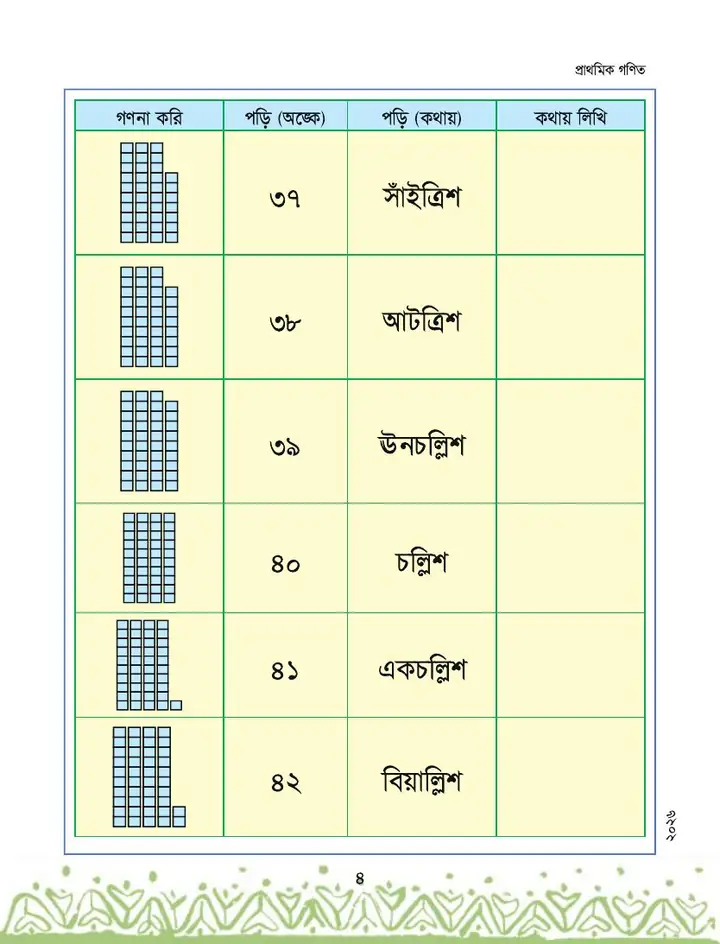 প্রাথমিক গণিত
গণনা করি পড়ি (অঙ্কে) পড়ি (কথায়) কথায় লিখি
৩৭ সাঁইত্রিশ
৩৮ আটত্রিশ
৩৯ ঊনচল্লিশ
৪০ চল্লিশ
৪১ একচল্লিশ
৪২ বিয়াল্লিশ
২০২৬
৪